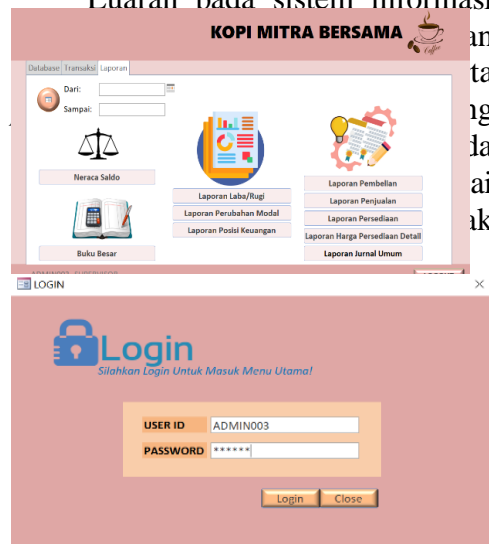 Luaran pada sistem informasi
KOPI MITRA BERSAMA
Coffee
Database Transaksi Laporan
Dari:
Sampai:
Neraca Saldo
Buku Besar
Laporan Laba/Rugi
Laporan Perubahan Modal
Laporan Posisi Keuangan
Laporan Pembelian
Laporan Penjualan
Laporan Persediaan
Laporan Harga Persediaan Detall
Laporan Jurnal Umum
an
ta
ng
da
ai
ak
LOGIN
Login
Silahkan Login Untuk Masuk Menu Utama!
USER ID ADMIN003
PASSWORD ******
Login Close